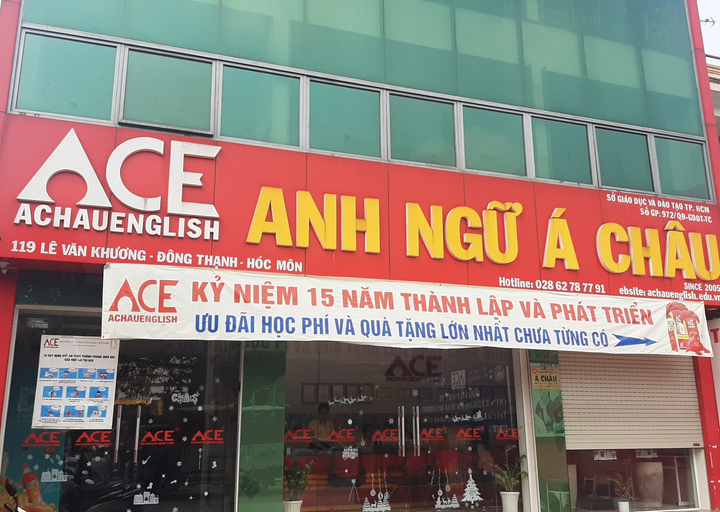 ACE
ACHAUENGLISH
ANH NGỮ Á CHÂU
SỞ GIÁO DỤC VÀ ĐÀO TẠO TP. HCM
SỐ GP: 972/QĐ-GDĐT-TC
119 LÊ VĂN KHƯƠNG - ĐÔNG THẠNH - HÓC MÔN
SINCE 2005
Hotline: 028 62 78 77 91
ebsite: achauenglish.edu.v
ACE
ACHAUENGLISH
KỶ NIỆM 15 NĂM THÀNH LẬP VÀ PHÁT TRIỂN
ƯU ĐÃI HỌC PHÍ VÀ QUÀ TẶNG LỚN NHẤT CHƯA TỪNG CÓ
ACE
ACE
ACHAUENGLISH
Á CHÂU
ACE ACE ACE ACE ACE ACE ACE ACE